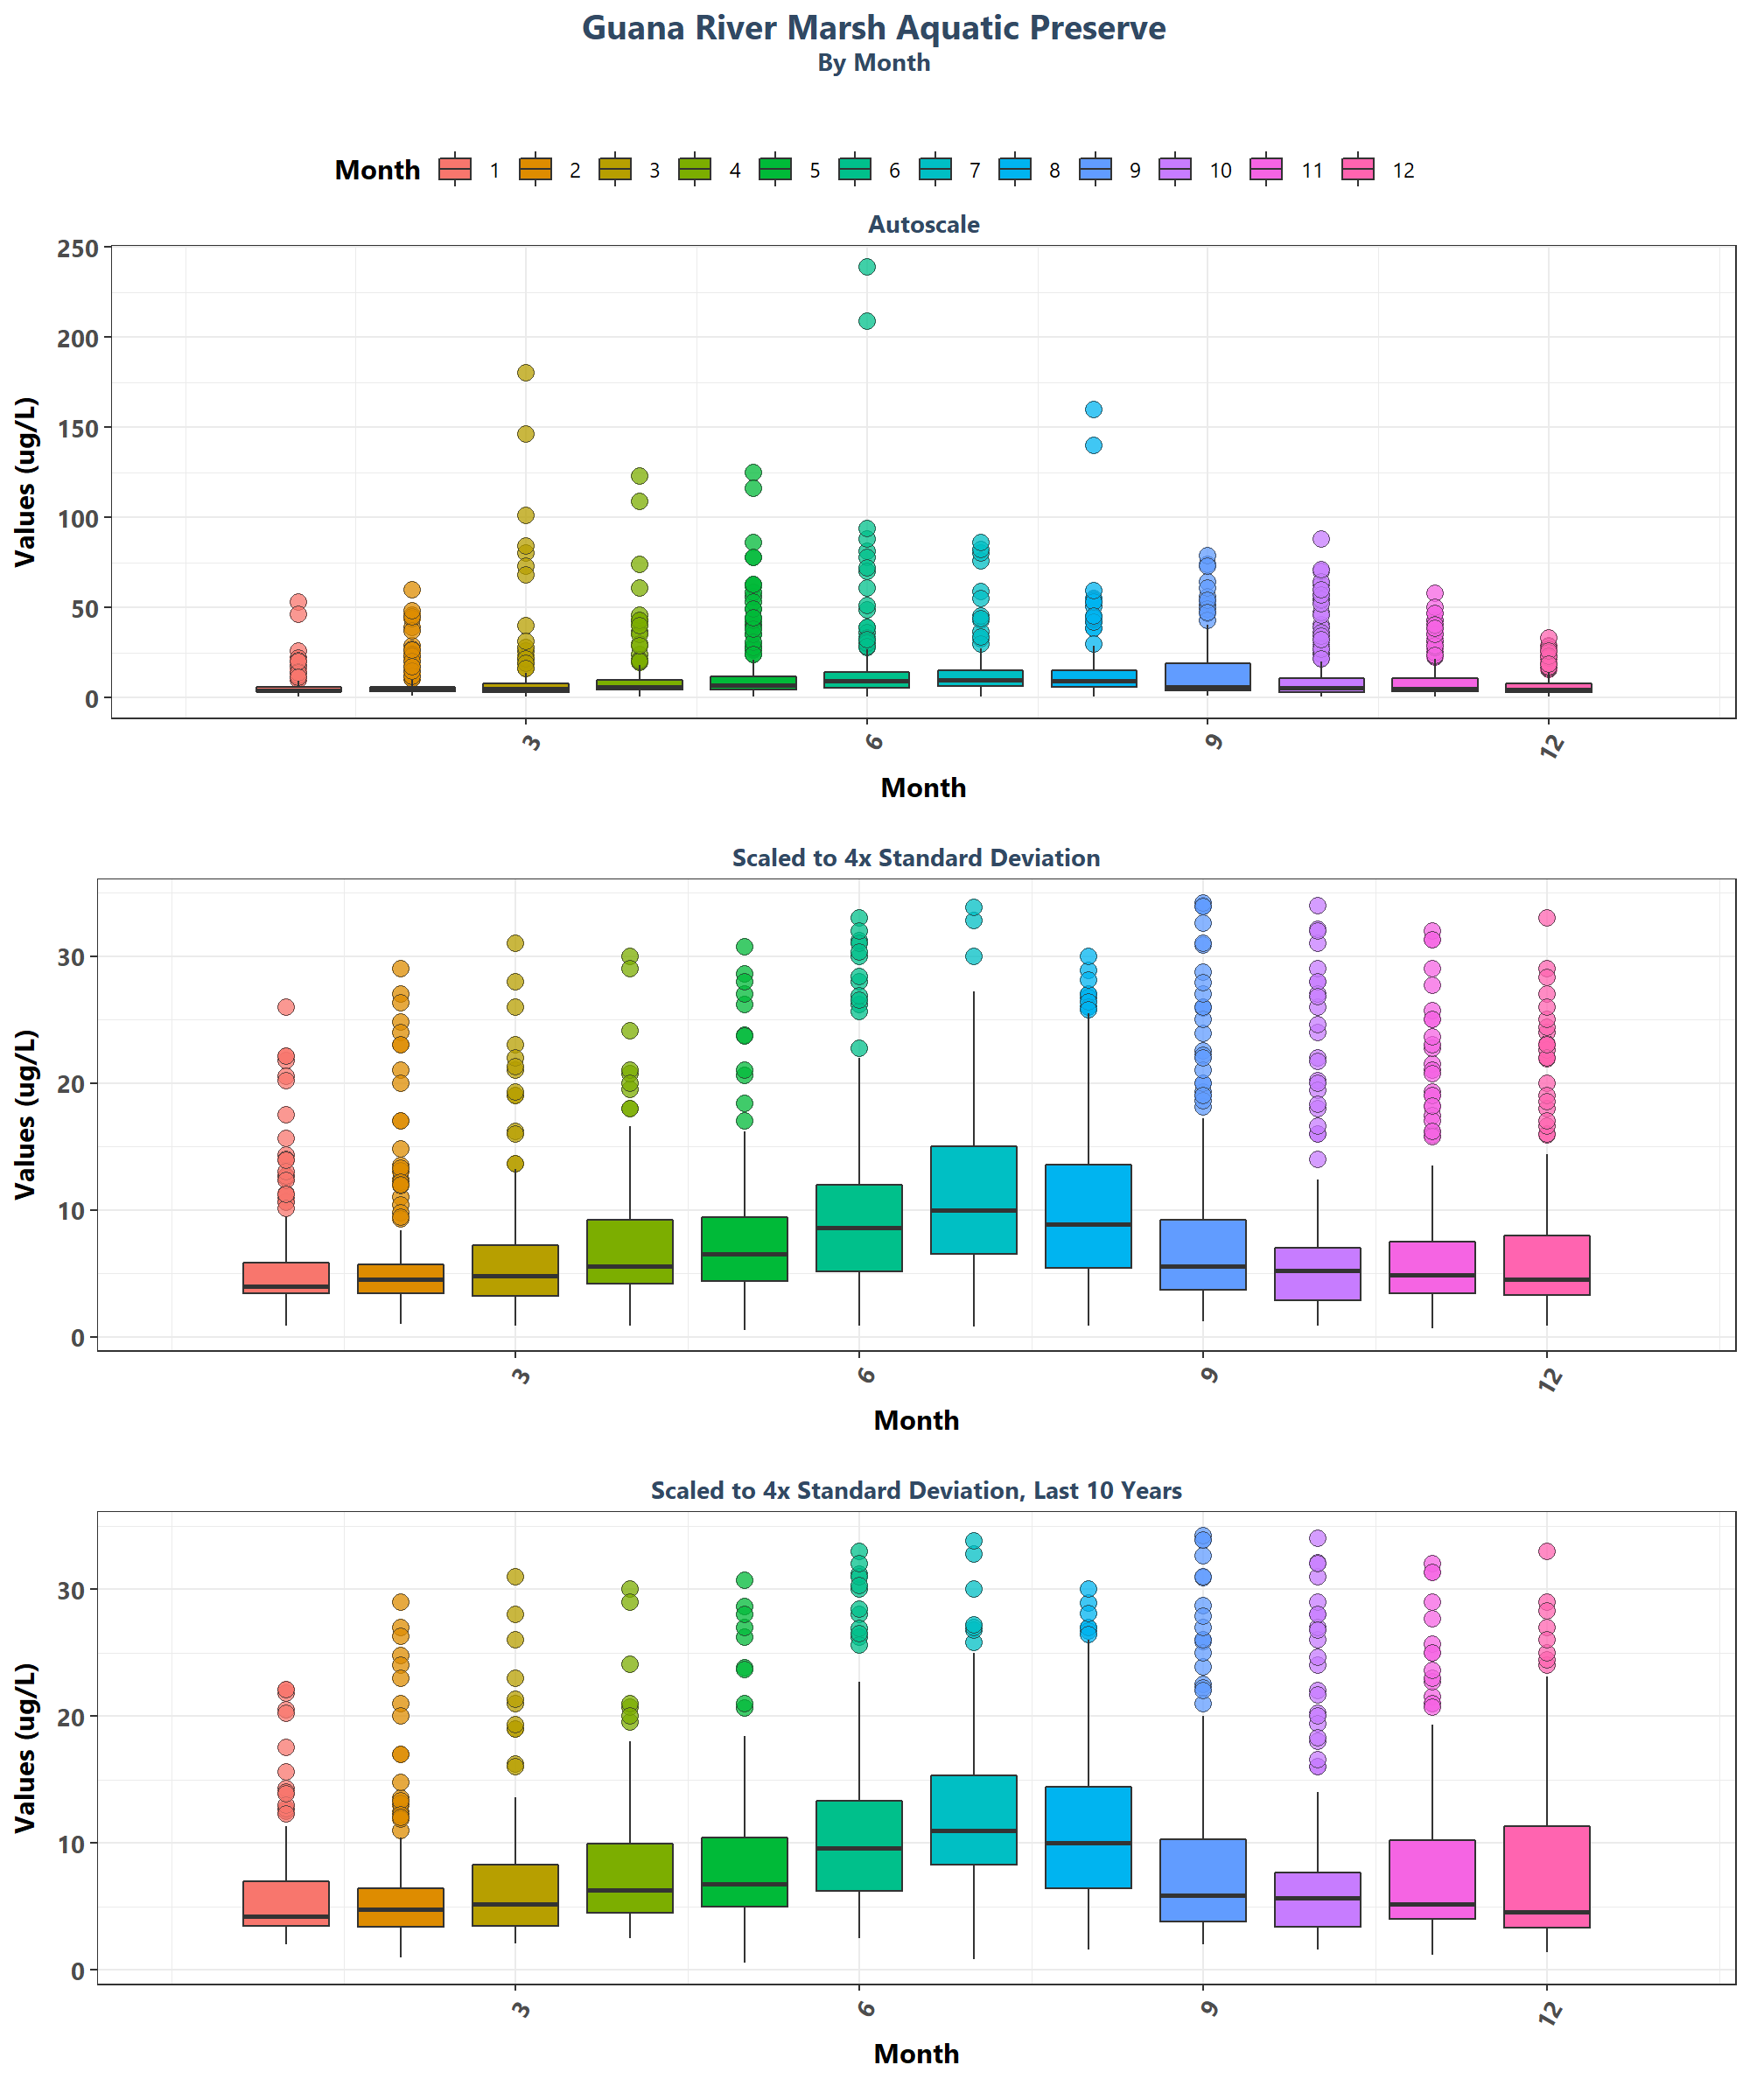 Guana River Marsh Aquatic Preserve
By Month
Month 1 2 3 4 5 6 7 8 9 10 11 12
Autoscale
Values (ug/L)
250
200
150
100
50
0
3 6 9 12
Month
Scaled to 4x Standard Deviation
Values (ug/L)
30
20
10
0
3 6 9 12
Month
Scaled to 4x Standard Deviation, Last 10 Years
Values (ug/L)
30
20
10
0
3 6 9 12
Month